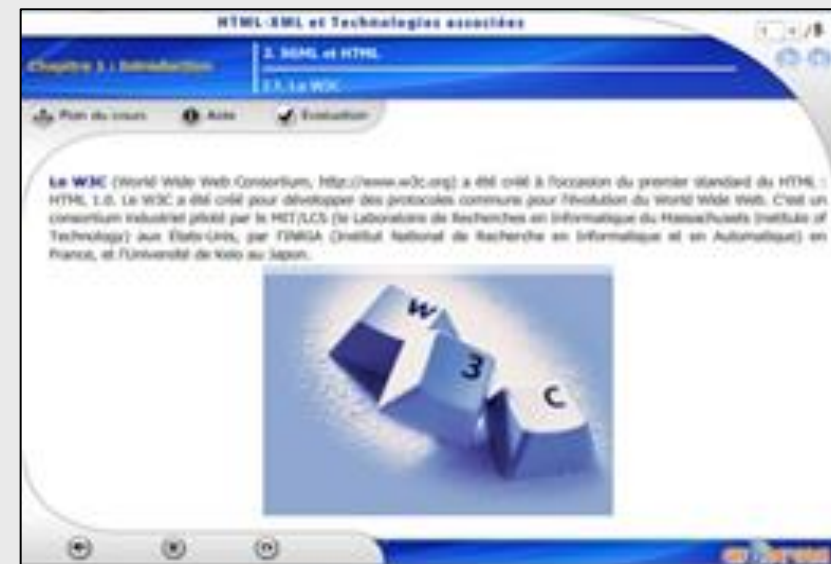 HTML-XML et Technologies associées
/8
Chapitre 1 : Introduction
2. SGML et HTML
2.1. Le W3C
Plan du cours
Aide
Evaluation
Le W3C (World Wide Web Consortium, http://www.w3c.org) a été créé à l'occasion du premier standard du HTML :
HTML 1.0. Le W3C a été créé pour développer des protocoles communs pour l'évolution du World Wide Web. C'est un
consortium industriel piloté par le MIT/LCS (le Laboratoire de Recherches en Informatique du Massachusets Institute of
Technology) aux États-Unis, par l'INRIA (Institut National de Recherche en Informatique et en Automatique) en
France, et l'Université de Keio au Japon.
W
3
C